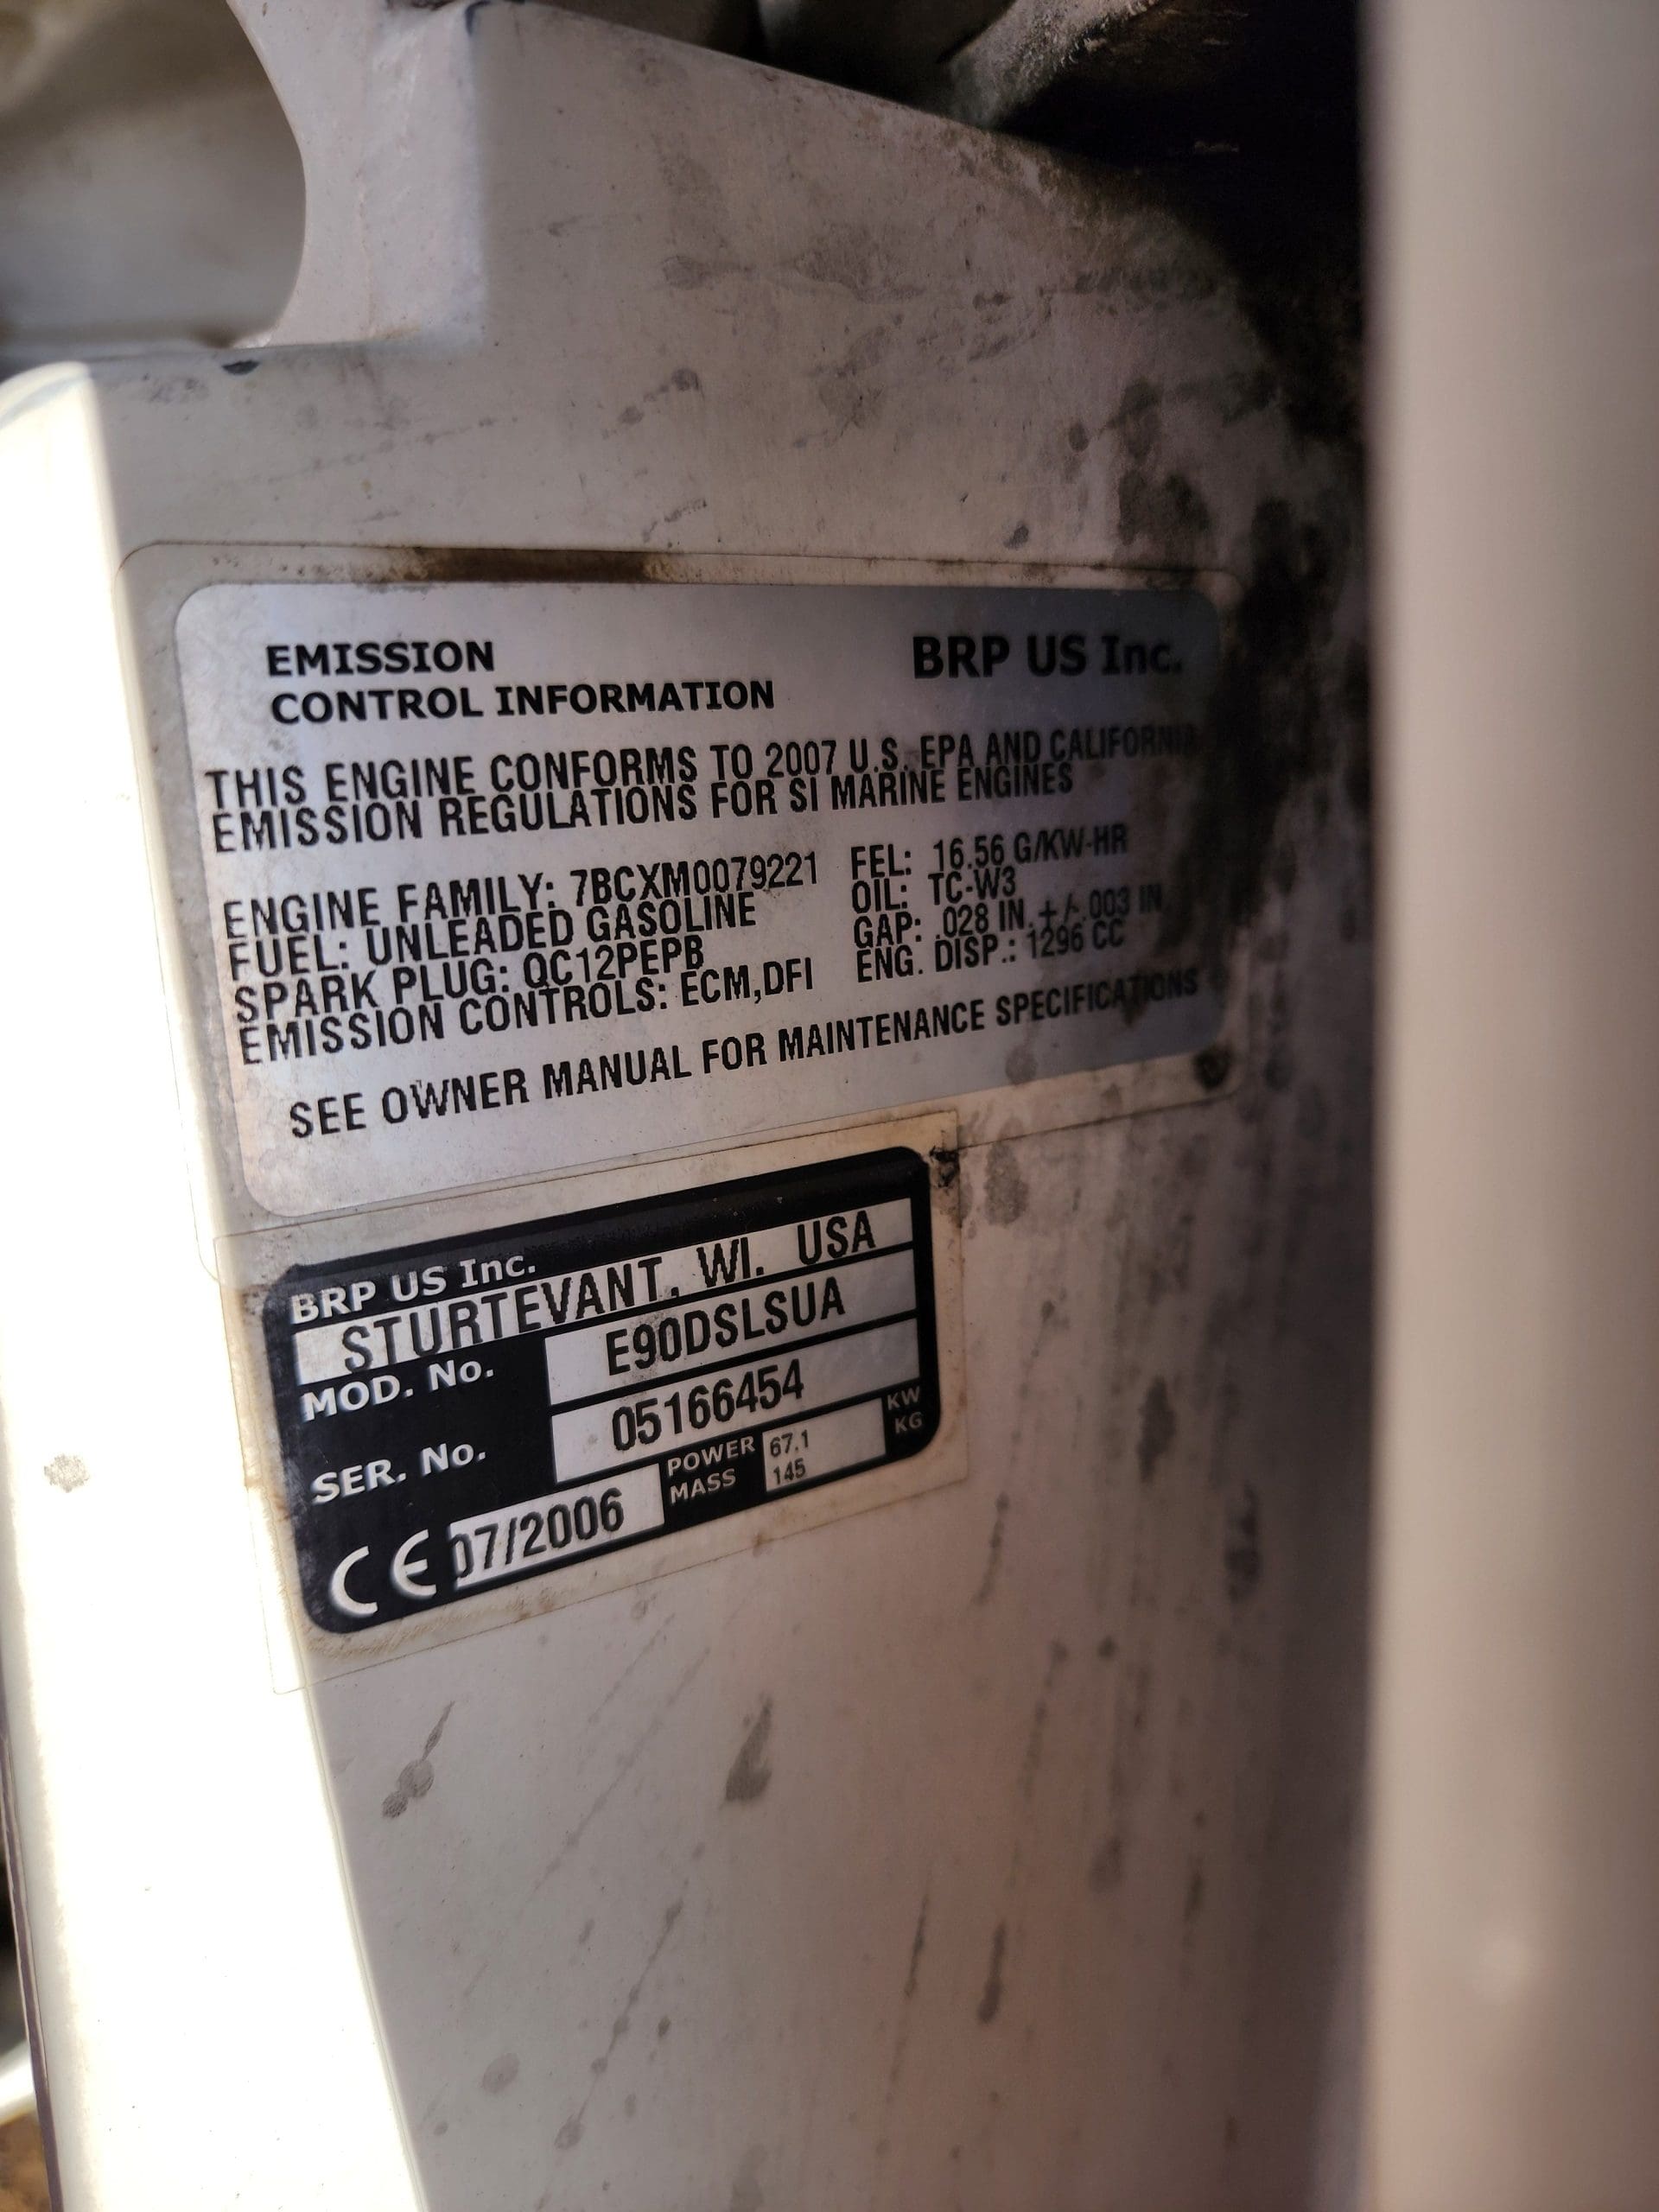 EMISSION
CONTROL INFORMATION
BRP US Inc.
THIS ENGINE CONFORMS TO 2007 U.S. EPA AND CALIFORNIA
EMISSION REGULATIONS FOR SI MARINE ENGINES
ENGINE FAMILY: 7BCXM0079221 FEL: 16.56 G/KW-HR
FUEL: UNLEADED GASOLINE OIL: TC-W3
SPARK PLUG: QC12PEPB GAP: .028 IN.+/-.003 IN
EMISSION CONTROLS: ECM,DFI ENG. DISP.: 1296 CC
SEE OWNER MANUAL FOR MAINTENANCE SPECIFICATIONS
BRP US Inc.
STURTEVANT, WI. USA
MOD. No. E90DSLSUA
SER. No. 05166454
CE 07/2006 POWER 67.1 KW
MASS 145 KG